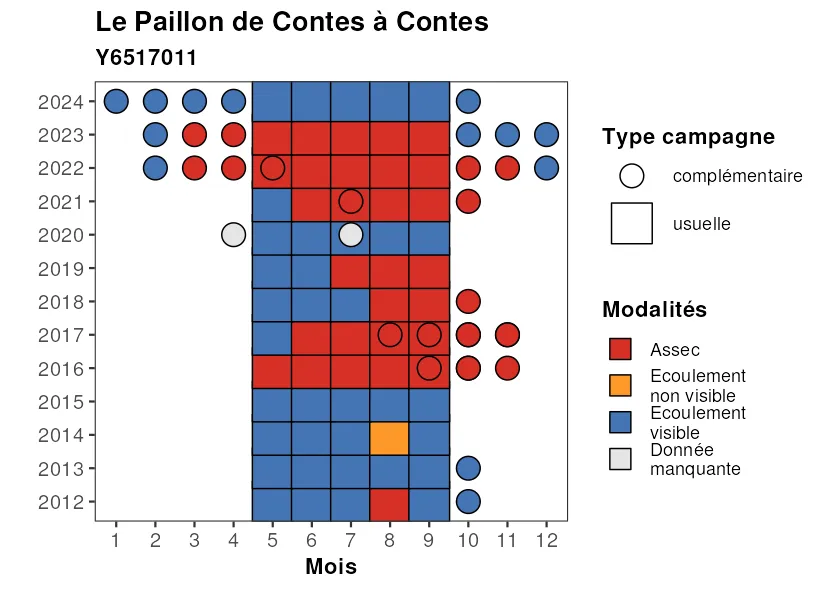 Le Paillon de Contes à Contes
Y6517011
2024
2023
2022
2021
2020
2019
2018
2017
2016
2015
2014
2013
2012
1 2 3 4 5 6 7 8 9 10 11 12
Mois
Type campagne
complémentaire
usuelle
Modalités
Assec
Ecoulement
non visible
Ecoulement
visible
Donnée
manquante